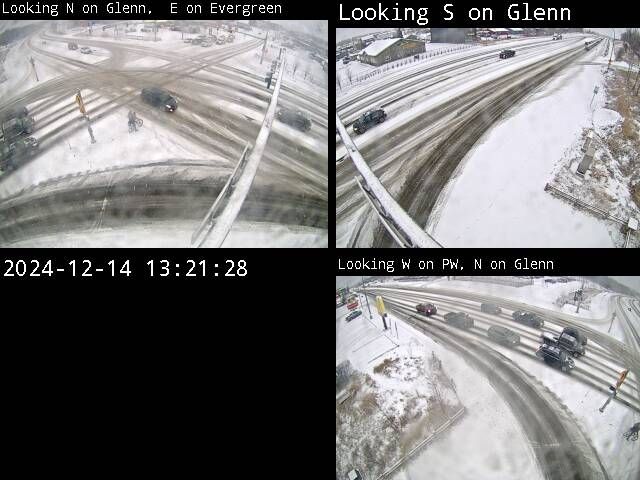 Looking N on Glenn,  E on Evergreen
Looking S on Glenn
2024-12-14 13:21:28
Looking W on PW, N on Glenn